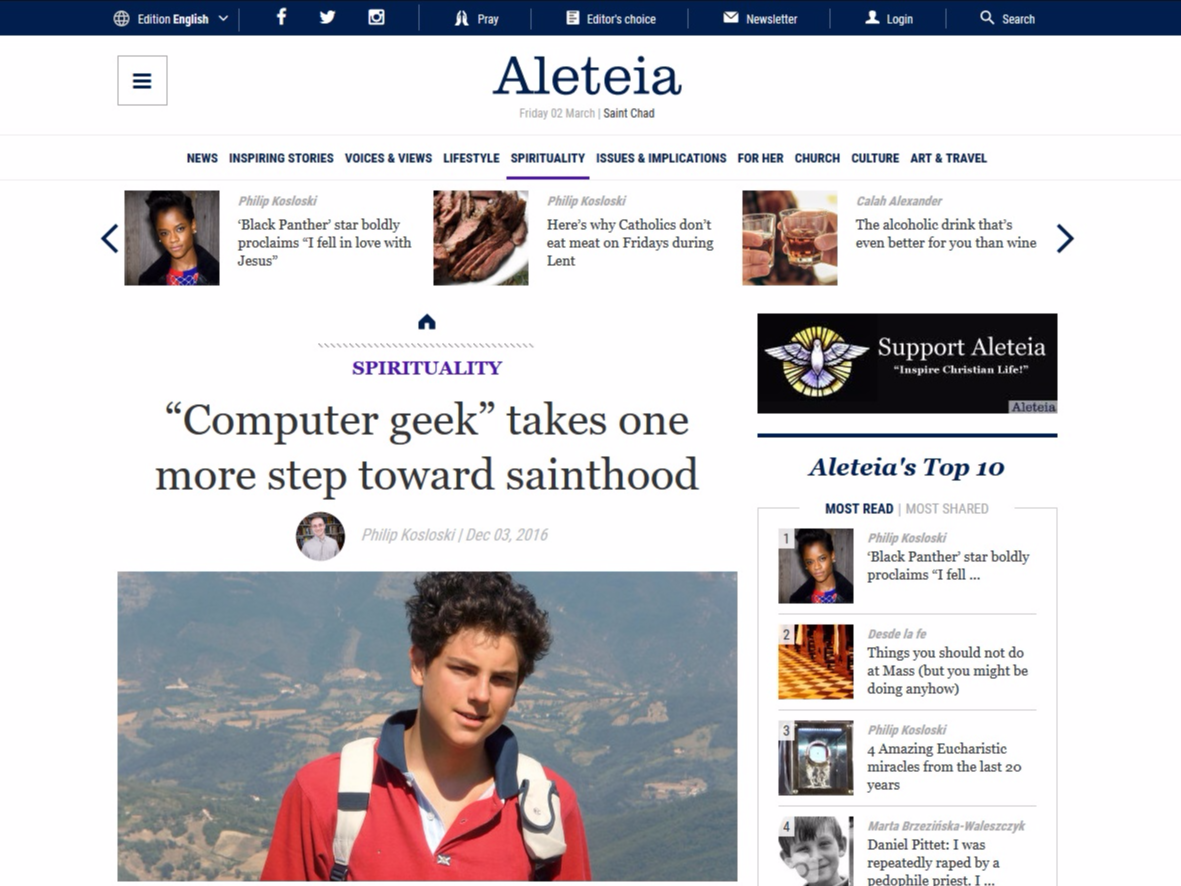 Edition English
Pray
Editor's choice
Newsletter
Login
Search
Aleteia
Friday 02 March | Saint Chad
NEWS INSPIRING STORIES VOICES & VIEWS LIFESTYLE SPIRITUALITY ISSUES & IMPLICATIONS FOR HER CHURCH CULTURE ART & TRAVEL
Philip Kosloski
‘Black Panther’ star boldly
proclaims “I fell in love with
Jesus”
Philip Kosloski
Here’s why Catholics don’t
eat meat on Fridays during
Lent
Calah Alexander
The alcoholic drink that’s
even better for you than wine
SPIRITUALITY
“Computer geek” takes one
more step toward sainthood
Philip Kosloski | Dec 03, 2016
Support Aleteia
“Inspire Christian Life!”
Aleteia
Aleteia's Top 10
MOST READ | MOST SHARED
1
Philip Kosloski
‘Black Panther’ star boldly
proclaims “I fell ...
2
Desde la fe
Things you should not do
at Mass (but you might be
doing anyhow)
3
Philip Kosloski
4 Amazing Eucharistic
miracles from the last 20
years
4
Marta Brzezińska-Waleszczyk
Daniel Pittet: I was
repeatedly raped by a
pedophile priest. I ...